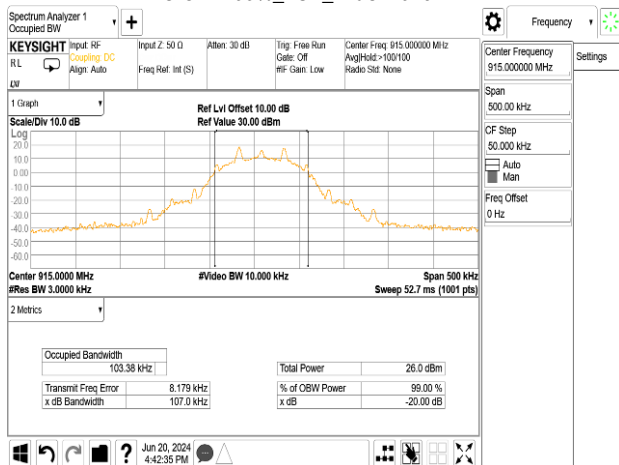 Spectrum Analyzer 1
Occupied BW
KEYSIGHT
RL
Input: RF
Coupling: DC
Align: Auto
Input Z: 50 Ω
Freq Ref: Int (S)
Atten: 30 dB
Trig: Free Run
Gate: Off
#IF Gain: Low
Center Freq: 915.000000 MHz
Avg|Hold:>100/100
Radio Std: None
1 Graph
Scale/Div 10.0 dB
Ref Lvl Offset 10.00 dB
Ref Value 30.00 dBm
Log
20.0
10.0
0.00
-10.0
-20.0
-30.0
-40.0
-50.0
-60.0
Center 915.0000 MHz
#Video BW 10.000 kHz
Span 500 kHz
#Res BW 3.0000 kHz
Sweep 52.7 ms (1001 pts)
2 Metrics
Occupied Bandwidth
103.38 kHz
Total Power 26.0 dBm
Transmit Freq Error 8.179 kHz
% of OBW Power 99.00 %
x dB Bandwidth 107.0 kHz
x dB -20.00 dB
Jun 20, 2024
4:42:35 PM
Frequency
Center Frequency
915.000000 MHz
Settings
Span
500.00 kHz
CF Step
50.000 kHz
Auto
Man
Freq Offset
0 Hz